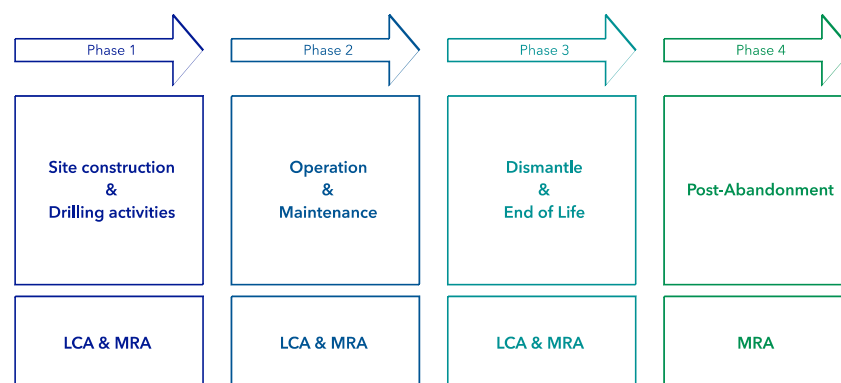 Phase 1
Phase 2
Phase 3
Phase 4
Site construction
&
Drilling activities
Operation
&
Maintenance
Dismantle
&
End of Life
Post-Abandonment
LCA & MRA
LCA & MRA
LCA & MRA
MRA